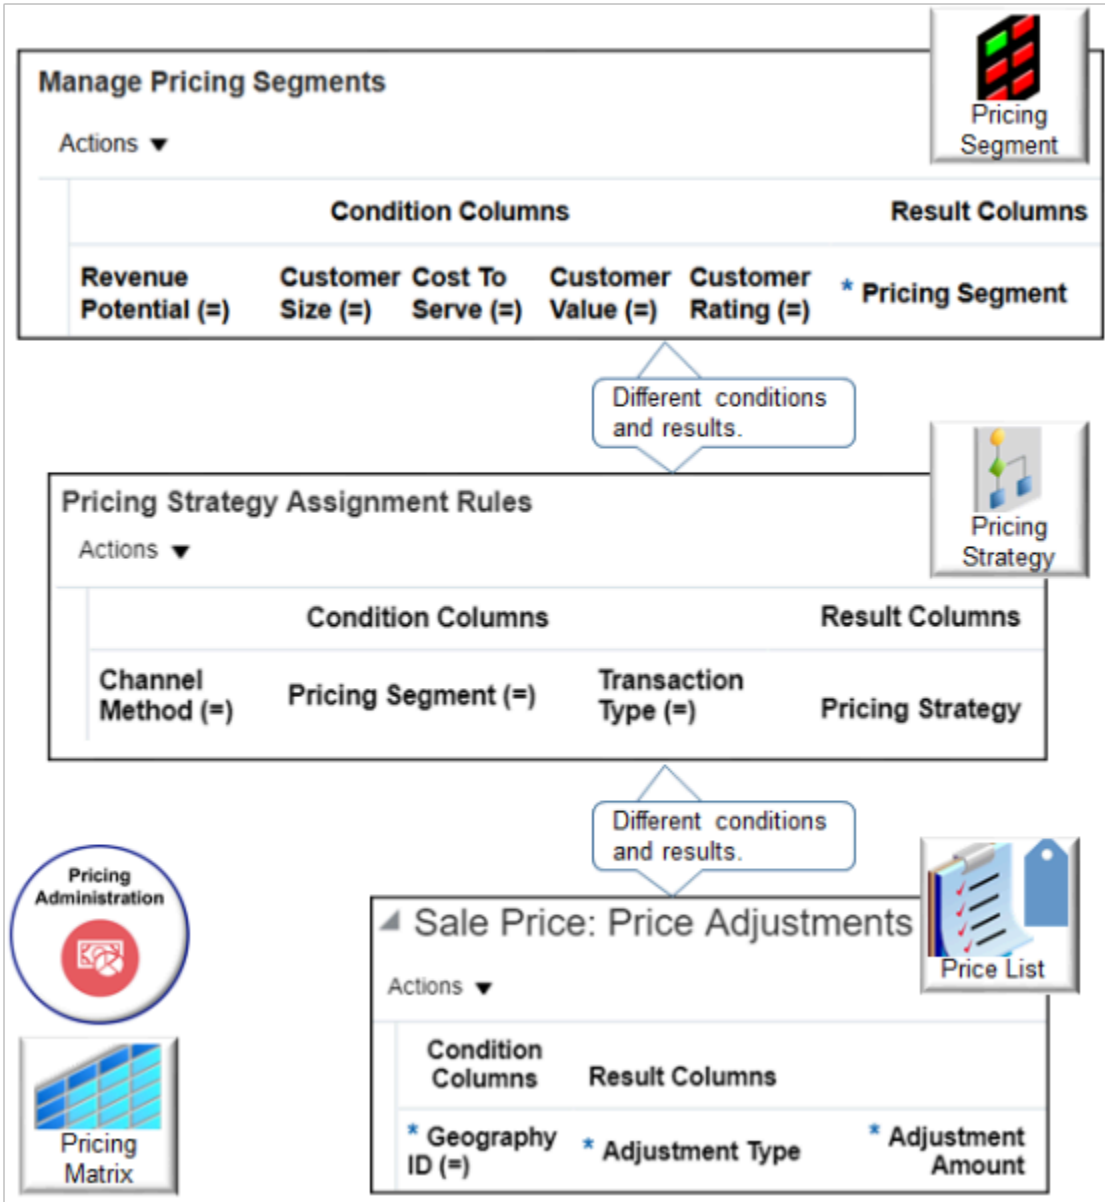 Manage Pricing Segments
Pricing
Segment
Actions
Condition Columns Result Columns
Revenue
Potential (=)
Customer
Size (=)
Cost To
Serve (=)
Customer
Value (=)
Customer
Rating (=)
* Pricing Segment
Different conditions
and results.
Pricing Strategy Assignment Rules
Pricing
Strategy
Actions
Condition Columns Result Columns
Channel
Method (=)
Pricing Segment (=)
Transaction
Type (=)
Pricing Strategy
Different conditions
and results.
Pricing
Administration
Pricing
Matrix
Sale Price: Price Adjustments
Price List
Actions
Condition
Columns
Result Columns
* Geography
ID (=)
* Adjustment Type
* Adjustment
Amount